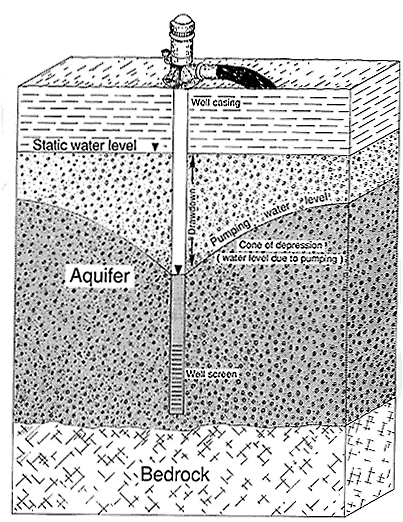 Well casing
Static water level
Drawdown
Pumping water level
Cone of depression
( water level due to pumping )
Aquifer
Well screen
Bedrock